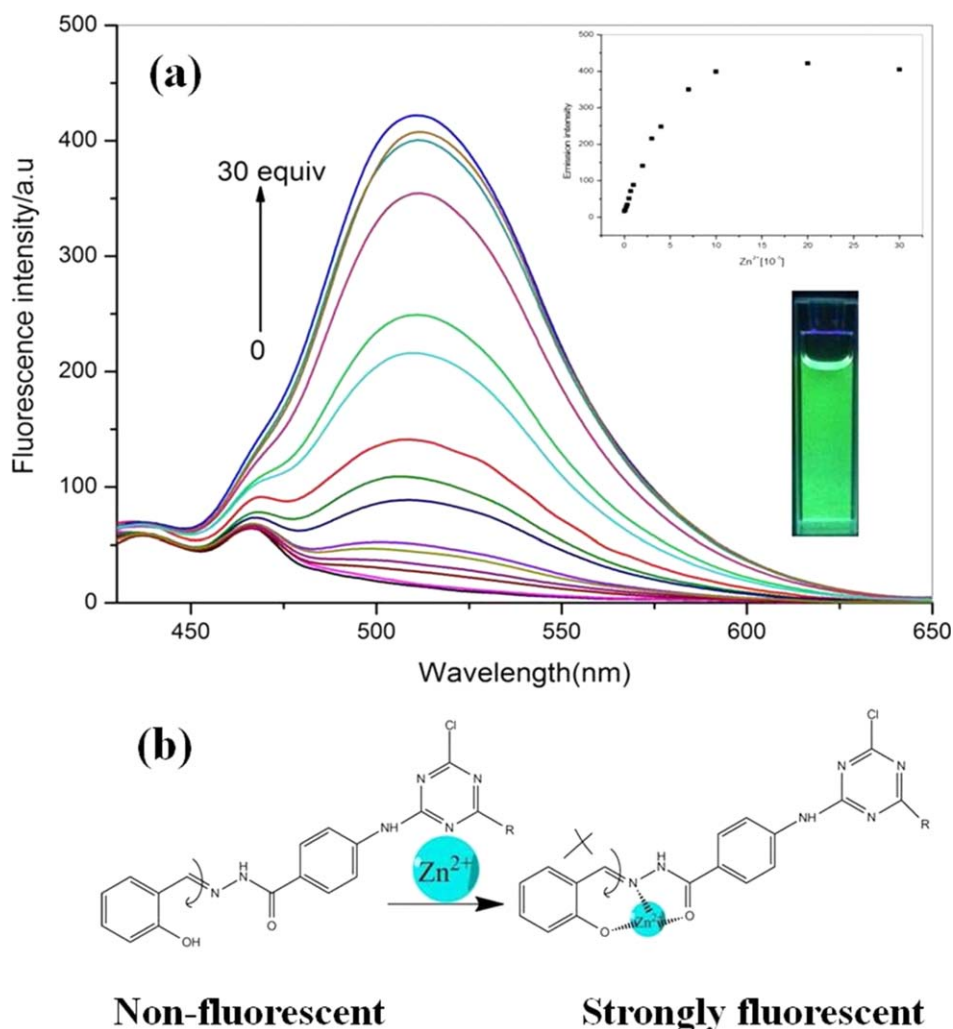 (a)
Fluorescence intensity/a.u
500
400
300
200
100
0
30 equiv
0
450
500
550
600
650
Wavelength(nm)
Emission intensity
500
400
300
200
100
0
0
5
10
15
20
25
30
(b)
Cl
N
N
N
R
NH
H
N
N
O
OH
Zn²⁺
Cl
N
N
N
R
NH
H
N
N
O
O
Zn²⁺
Non-fluorescent
Strongly fluorescent